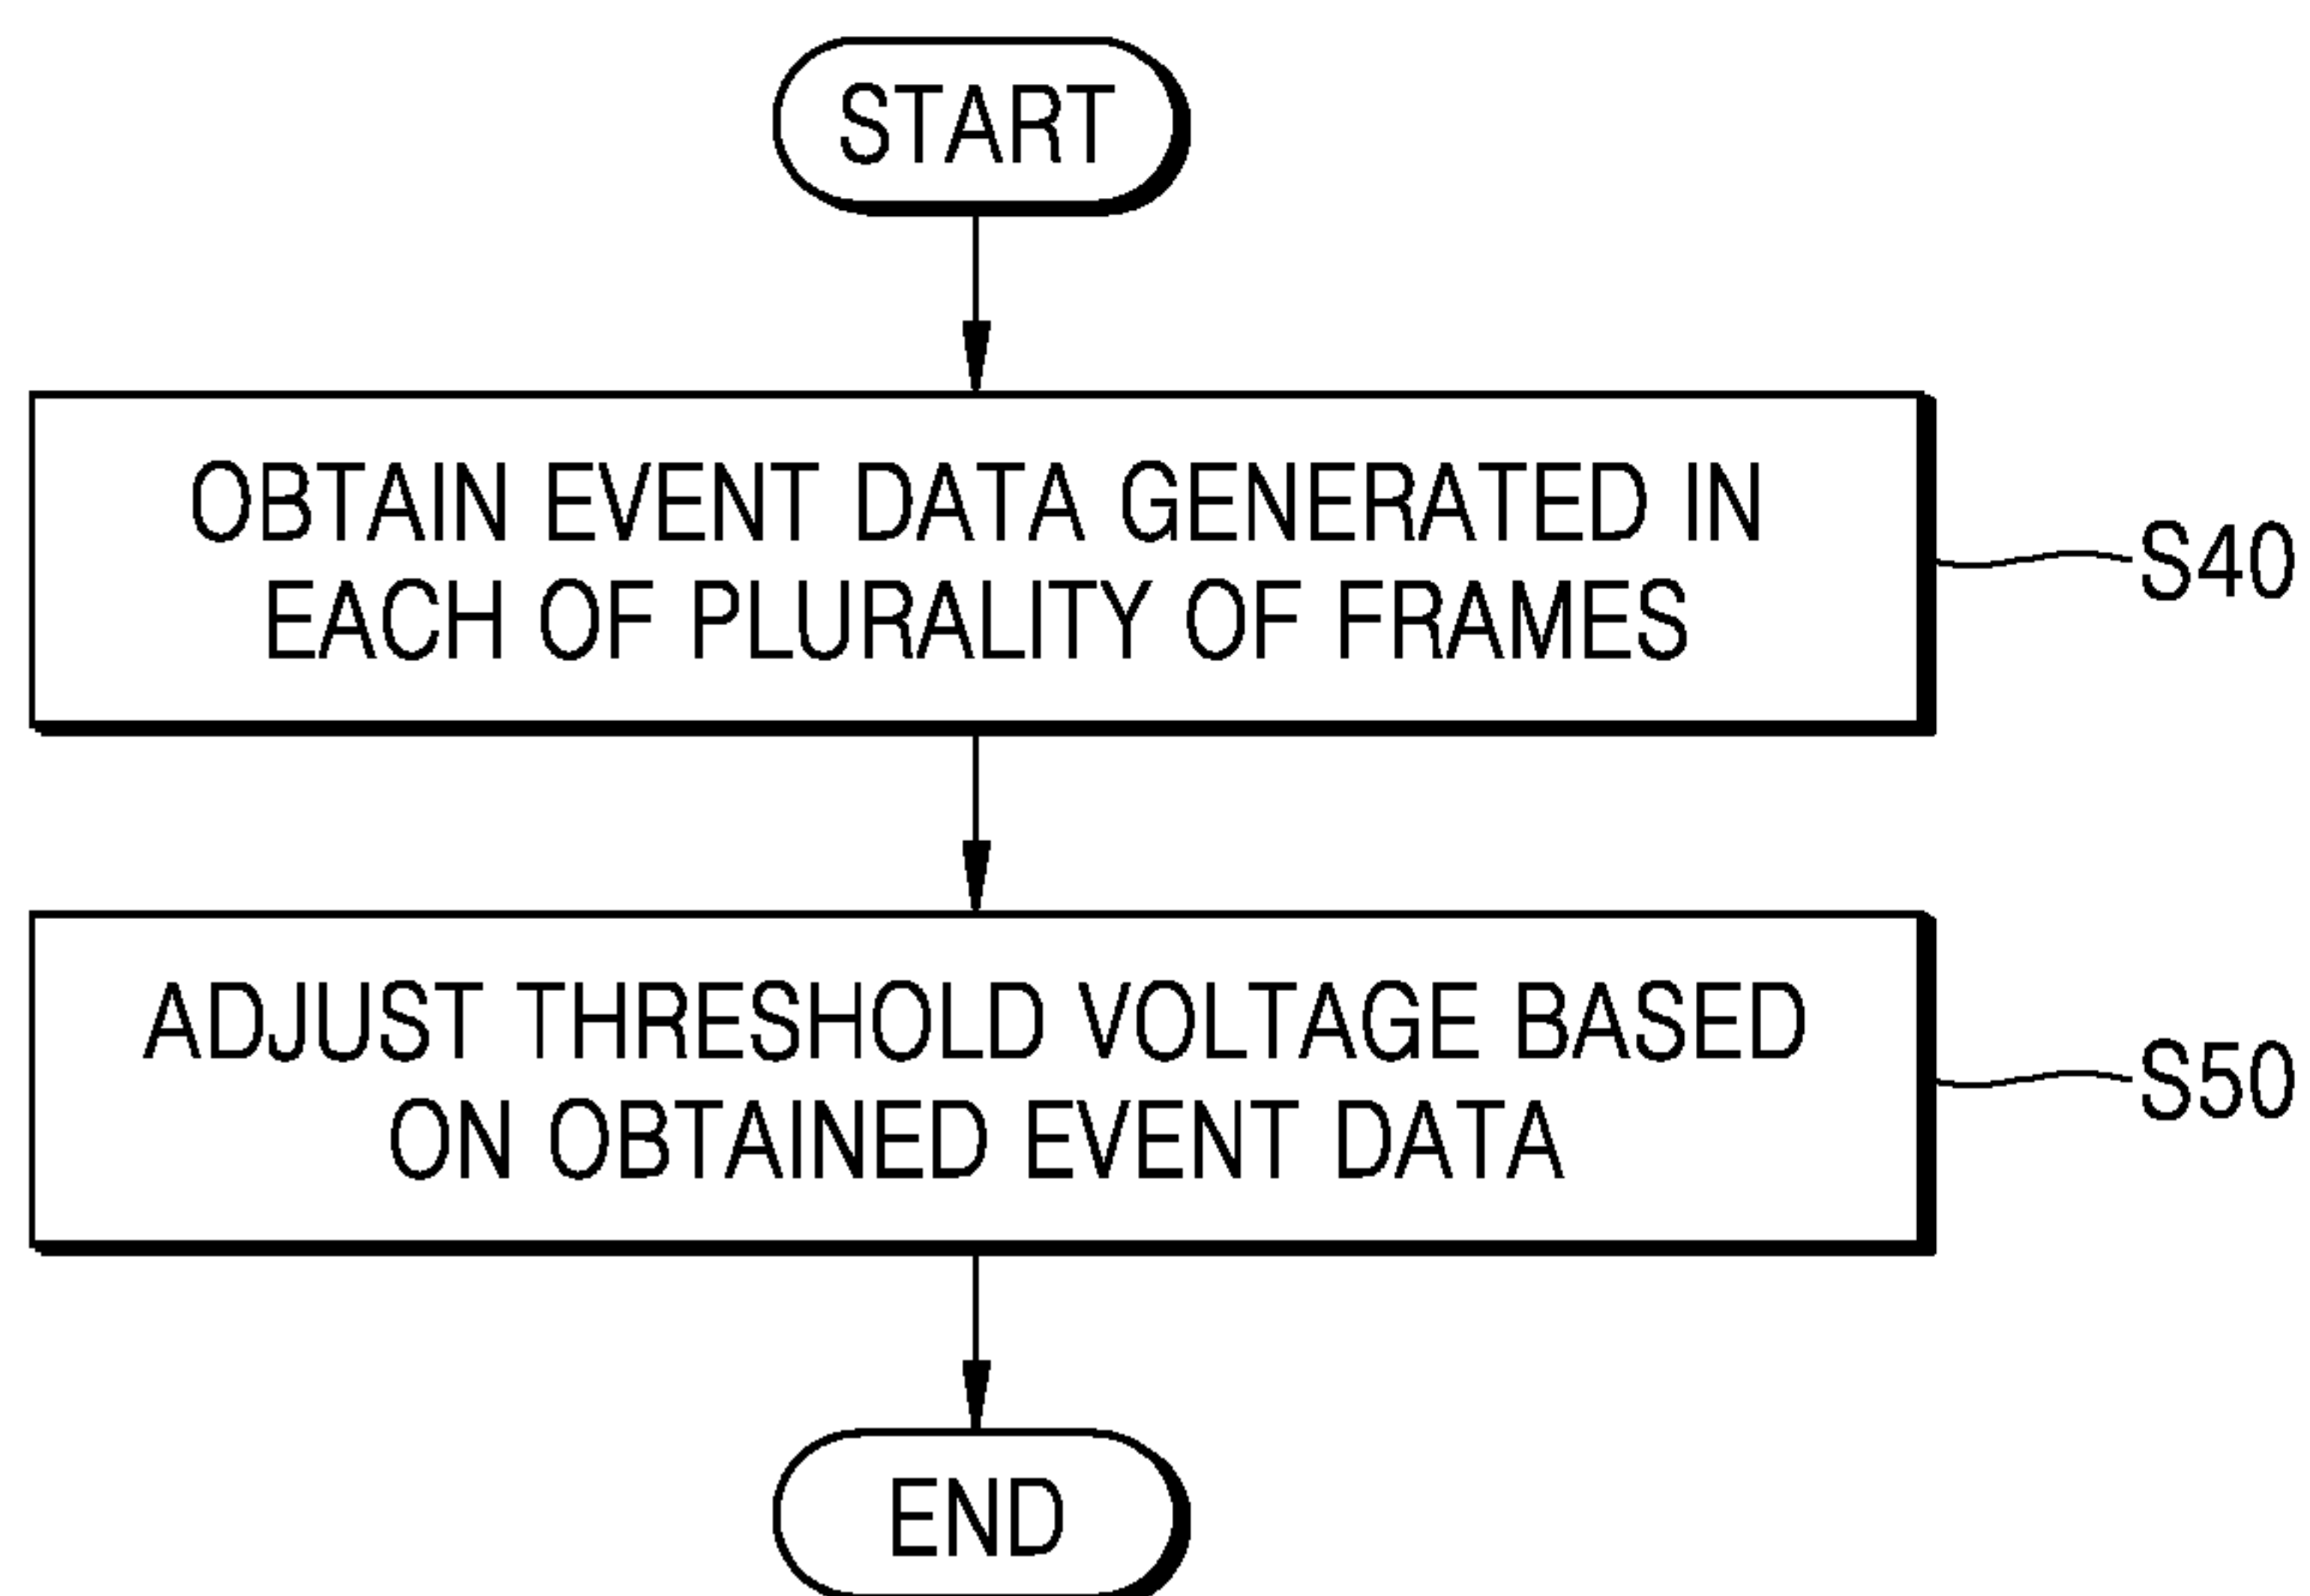 START
OBTAIN EVENT DATA GENERATED IN
EACH OF PLURALITY OF FRAMES
S40
ADJUST THRESHOLD VOLTAGE BASED
ON OBTAINED EVENT DATA
S50
END